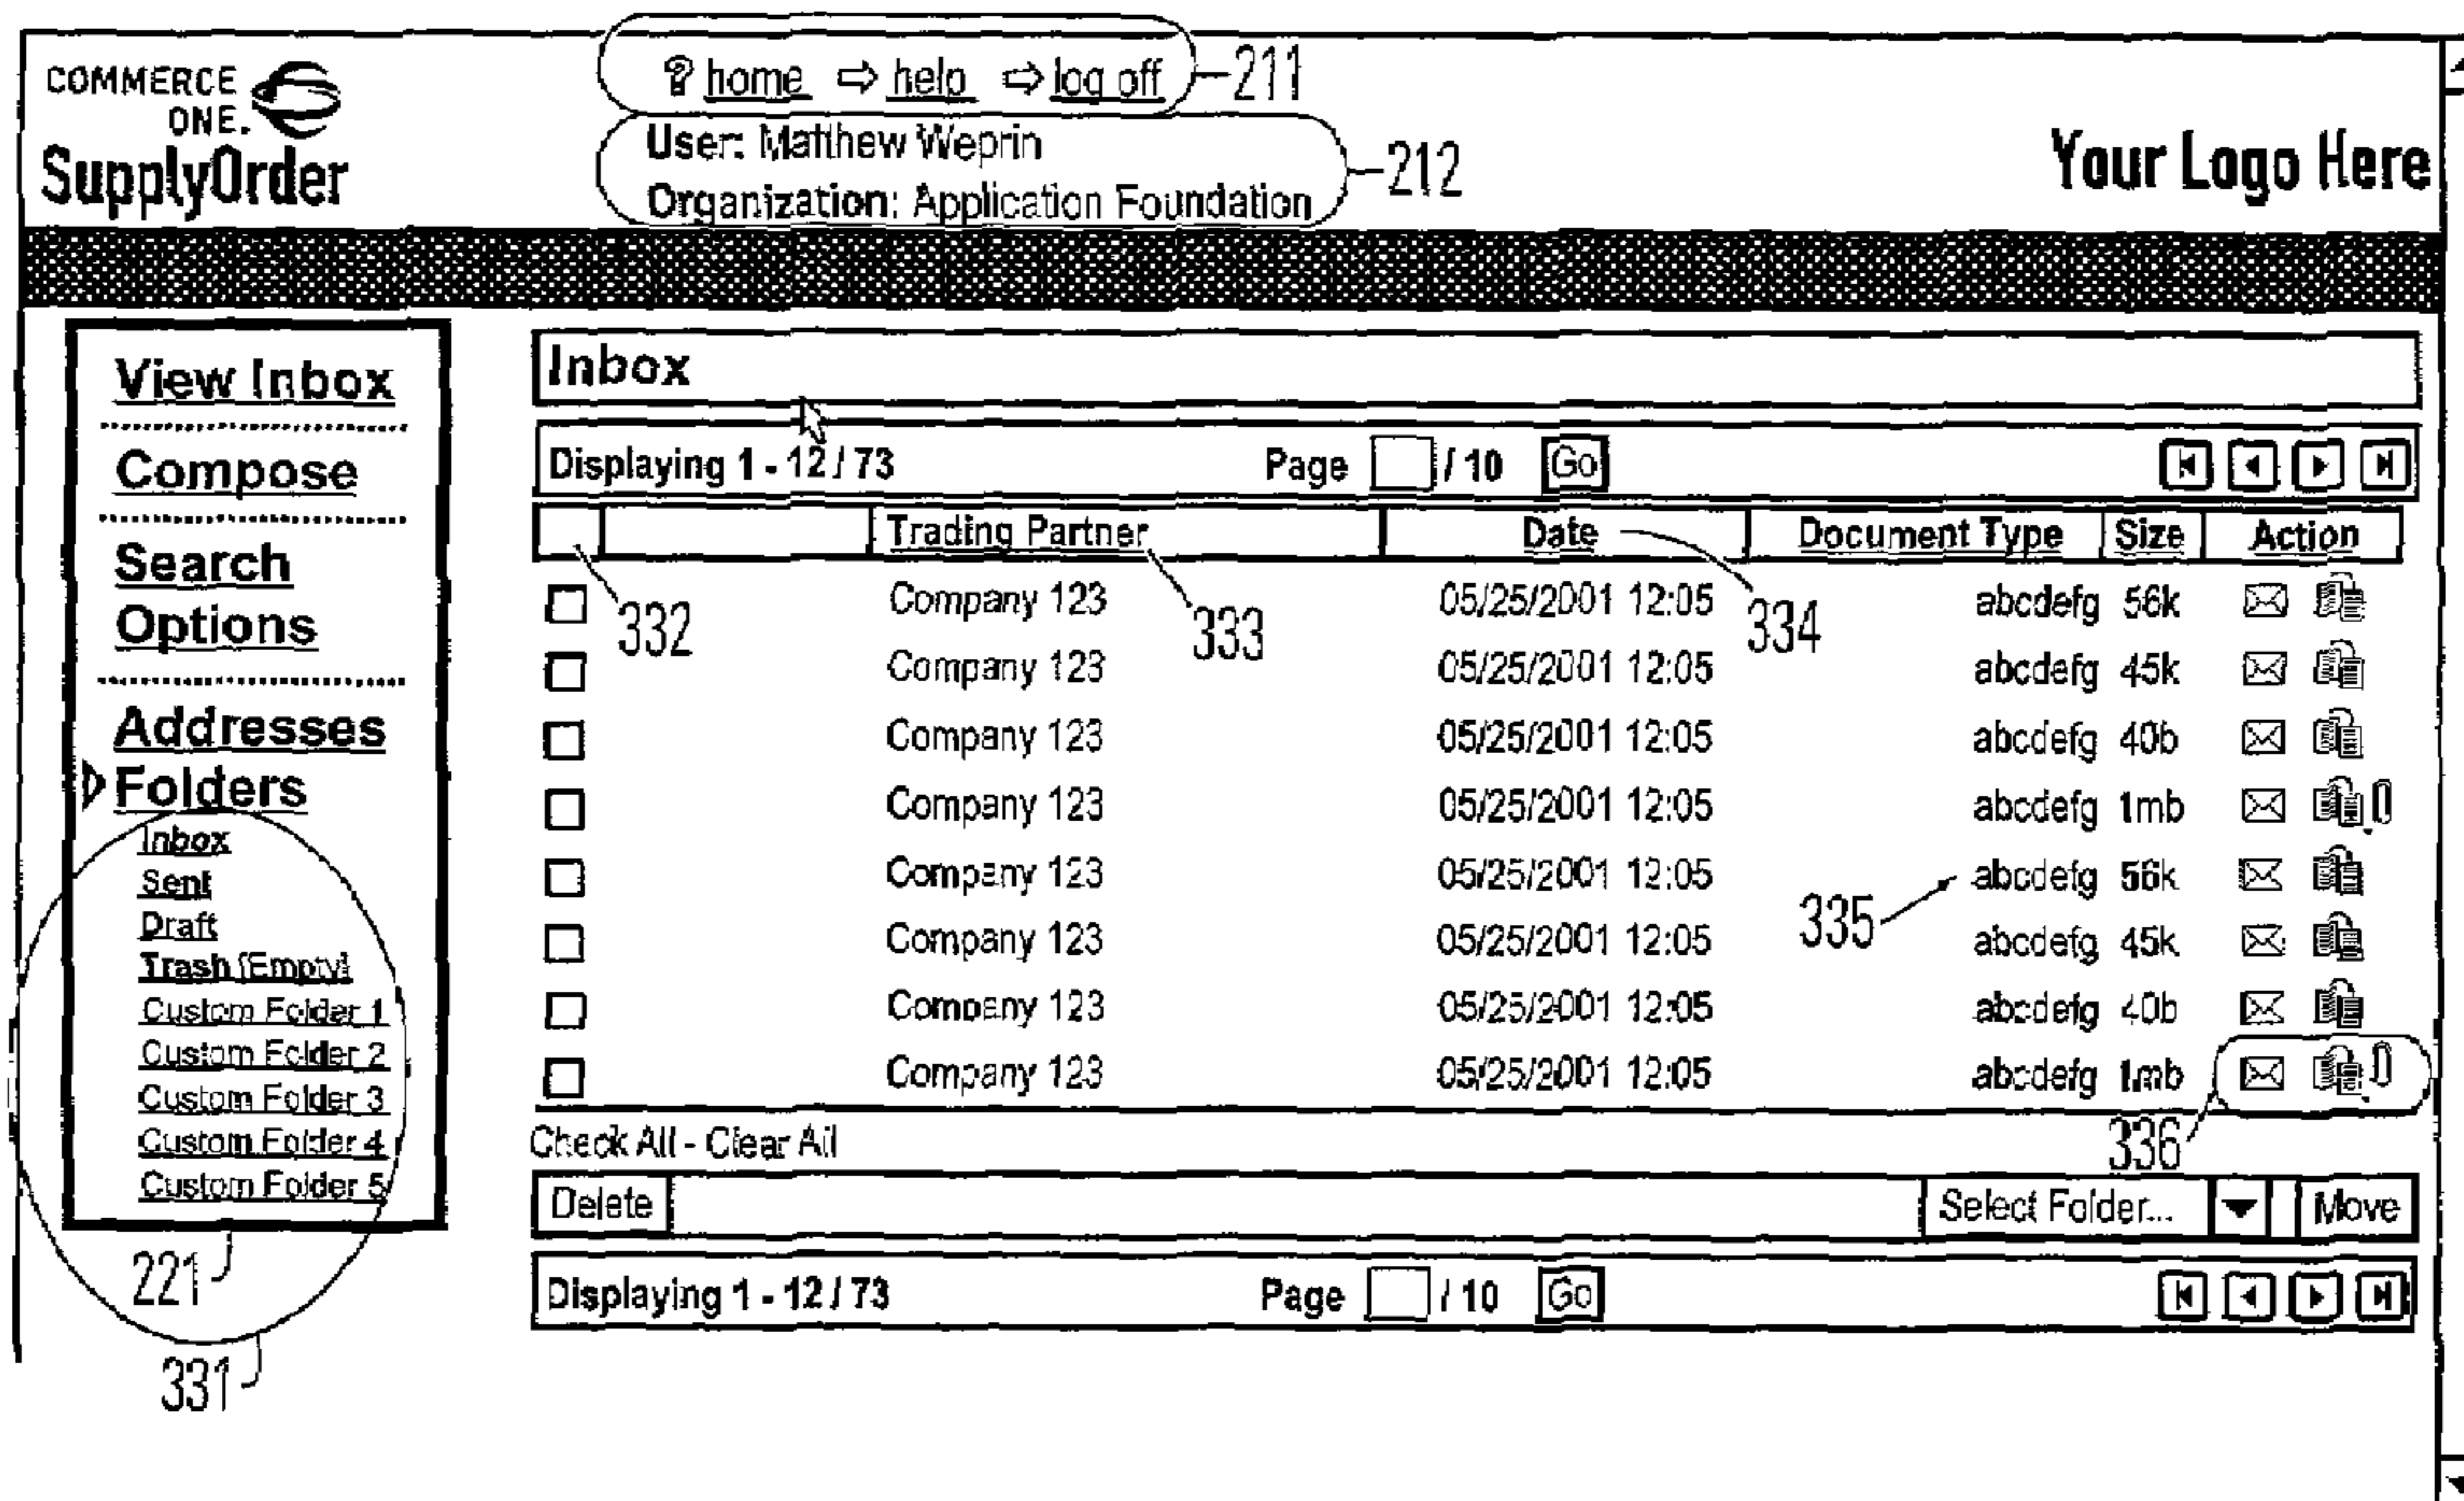 COMMERCE
ONE.
SupplyOrder
? home ⇨ help ⇨ log off 211
User: Matthew Weprin
Organization: Application Foundation 212
Your Logo Here
View Inbox
Compose
Search
Options
Addresses
Folders
Inbox
Sent
Draft
Trash (Empty)
Custom Folder 1
Custom Folder 2
Custom Folder 3
Custom Folder 4
Custom Folder 5
221
331
Inbox
Displaying 1 - 12 / 73 Page / 10 Go
Trading Partner Date Document Type Size Action
332 333 334
Company 123 05/25/2001 12:05 abcdefg 56k
Company 123 05/25/2001 12:05 abcdefg 45k
Company 123 05/25/2001 12:05 abcdefg 40b
Company 123 05/25/2001 12:05 abcdefg 1mb
Company 123 05/25/2001 12:05 abcdefg 56k
335
Company 123 05/25/2001 12:05 abcdefg 45k
Company 123 05/25/2001 12:05 abcdefg 40b
Company 123 05/25/2001 12:05 abcdefg 1mb
336
Check All - Clear All
Delete Select Folder... Move
Displaying 1 - 12 / 73 Page / 10 Go